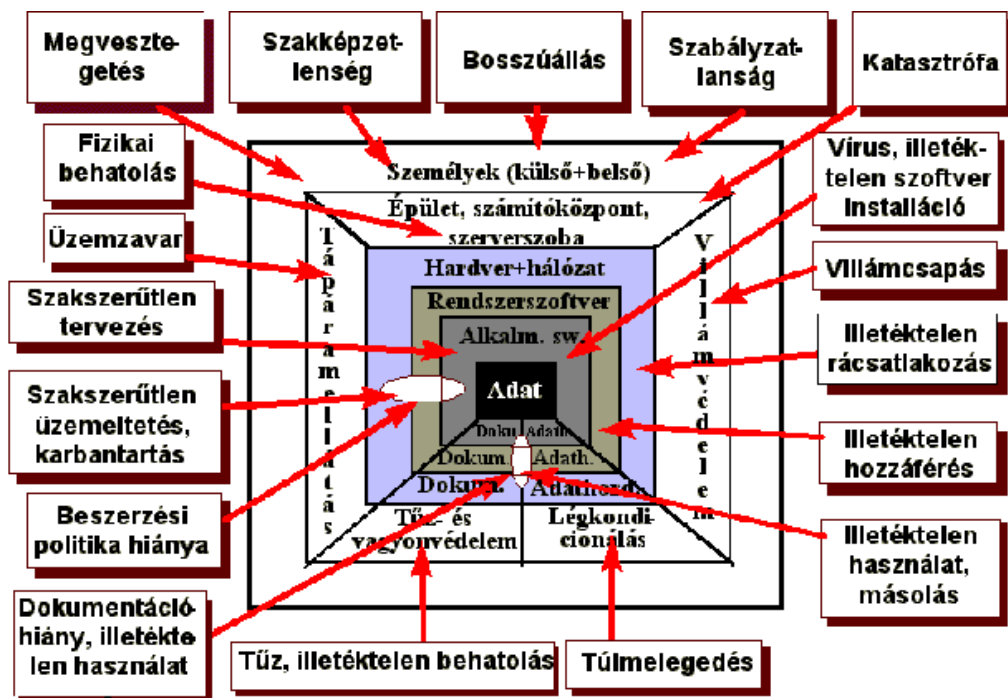 Megveszte-
getés
Szakképzet-
lenség
Bosszúállás
Szabályzat-
lanság
Katasztrófa
Fizikai
behatolás
Üzemzavar
Szakszerűtlen
tervezés
Szakszerűtlen
üzemeltetés,
karbantartás
Beszerzési
politika hiánya
Dokumentáció-
hiány, illetékte-
len használat
Személyek (külső+belső)
Épület, számítóközpont,
szerverszoba
Hardver+hálózat
Rendszerszoftver
Alkalm. sw.
Adat
Doku
Adath.
Dokum
Adath.
Dokum.
Adathord.
Tűz- és
vagyonvédelem
Légkondi-
cionálás
Tápáramellátás
Villámvédelem
Vírus, illeték-
telen szoftver
Installáció
Villámcsapás
Illetéktelen
rácsatlakozás
Illetéktelen
hozzáférés
Illetéktelen
használat,
másolás
Tűz, illetéktelen behatolás
Túlmelegedés